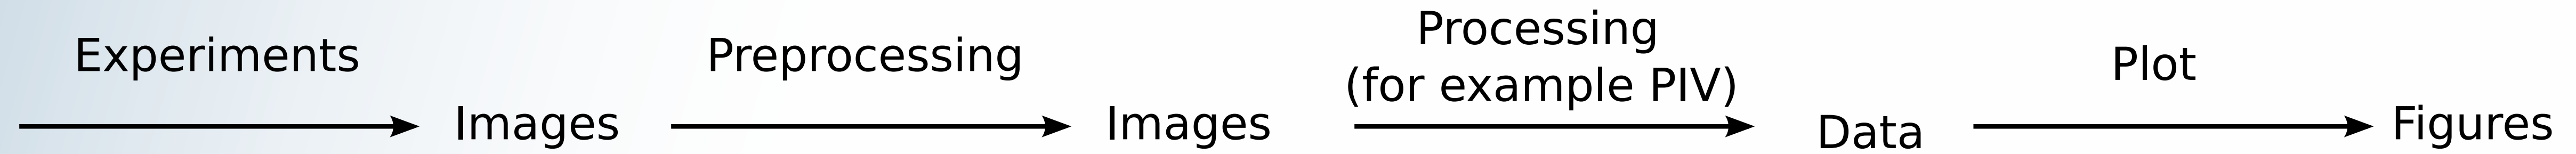 Experiments
Images
Preprocessing
Images
Processing
(for example PIV)
Data
Plot
Figures